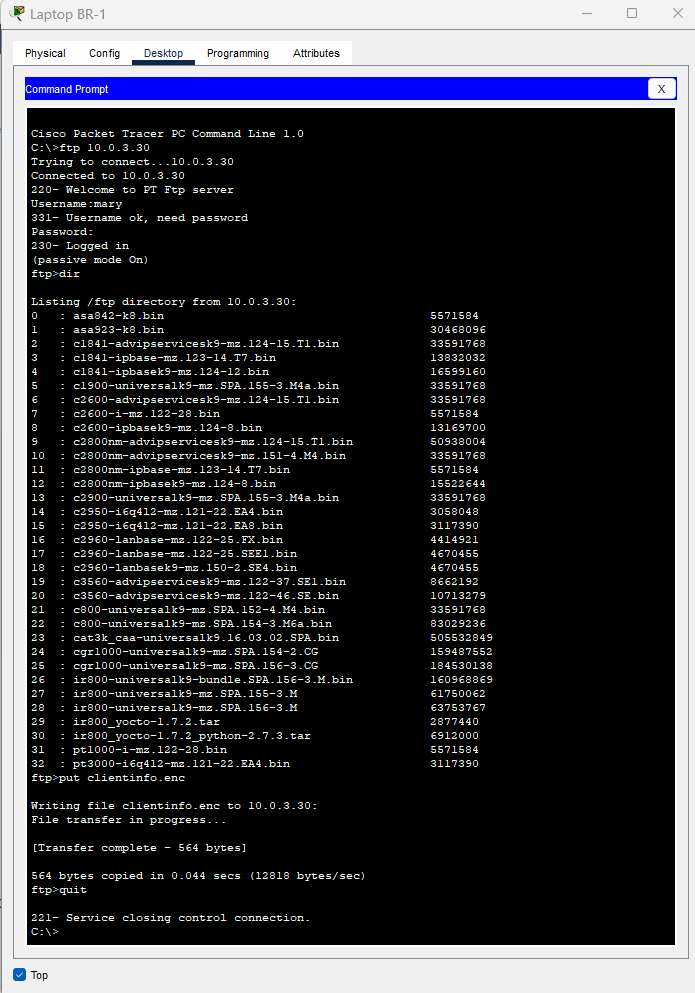 Laptop BR-1
Physical Config Desktop Programming Attributes
Command Prompt X
Cisco Packet Tracer PC Command Line 1.0
C:\>ftp 10.0.3.30
Trying to connect...10.0.3.30
Connected to 10.0.3.30
220- Welcome to PT Ftp server
Username:mary
331- Username ok, need password
Password:
230- Logged in
(passive mode On)
ftp>dir
Listing /ftp directory from 10.0.3.30:
0 : asa842-k8.bin 5571584
1 : asa923-k8.bin 30468096
2 : c1841-advipservicesk9-mz.124-15.T1.bin 33591768
3 : c1841-ipbase-mz.123-14.T7.bin 13832032
4 : c1841-ipbasek9-mz.124-12.bin 16599160
5 : c1900-universalk9-mz.SPA.155-3.M4a.bin 33591768
6 : c2600-advipservicesk9-mz.124-15.T1.bin 33591768
7 : c2600-i-mz.122-28.bin 5571584
8 : c2600-ipbasek9-mz.124-8.bin 13169700
9 : c2800nm-advipservicesk9-mz.124-15.T1.bin 50938004
10 : c2800nm-advipservicesk9-mz.151-4.M4.bin 33591768
11 : c2800nm-ipbase-mz.123-14.T7.bin 5571584
12 : c2800nm-ipbasek9-mz.124-8.bin 15522644
13 : c2900-universalk9-mz.SPA.155-3.M4a.bin 33591768
14 : c2950-i6q4l2-mz.121-22.EA4.bin 3058048
15 : c2950-i6q4l2-mz.121-22.EA8.bin 3117390
16 : c2960-lanbase-mz.122-25.FX.bin 4414921
17 : c2960-lanbase-mz.122-25.SEE1.bin 4670455
18 : c2960-lanbasek9-mz.150-2.SE4.bin 4670455
19 : c3560-advipservicesk9-mz.122-37.SE1.bin 8662192
20 : c3560-advipservicesk9-mz.122-46.SE.bin 10713279
21 : c800-universalk9-mz.SPA.152-4.M4.bin 33591768
22 : c800-universalk9-mz.SPA.154-3.M6a.bin 83029236
23 : cat3k_caa-universalk9.16.03.02.SPA.bin 505532849
24 : cgr1000-universalk9-mz.SPA.154-2.CG 159487552
25 : cgr1000-universalk9-mz.SPA.156-3.CG 184530138
26 : ir800-universalk9-bundle.SPA.156-3.M.bin 160968869
27 : ir800-universalk9-mz.SPA.155-3.M 61750062
28 : ir800-universalk9-mz.SPA.156-3.M 63753767
29 : ir800_yocto-1.7.2.tar 2877440
30 : ir800_yocto-1.7.2_python-2.7.3.tar 6912000
31 : pt1000-i-mz.122-28.bin 5571584
32 : pt3000-i6q4l2-mz.121-22.EA4.bin 3117390
ftp>put clientinfo.enc
Writing file clientinfo.enc to 10.0.3.30:
File transfer in progress...
[Transfer complete - 564 bytes]
564 bytes copied in 0.044 secs (12818 bytes/sec)
ftp>quit
221- Service closing control connection.
C:\>
Top